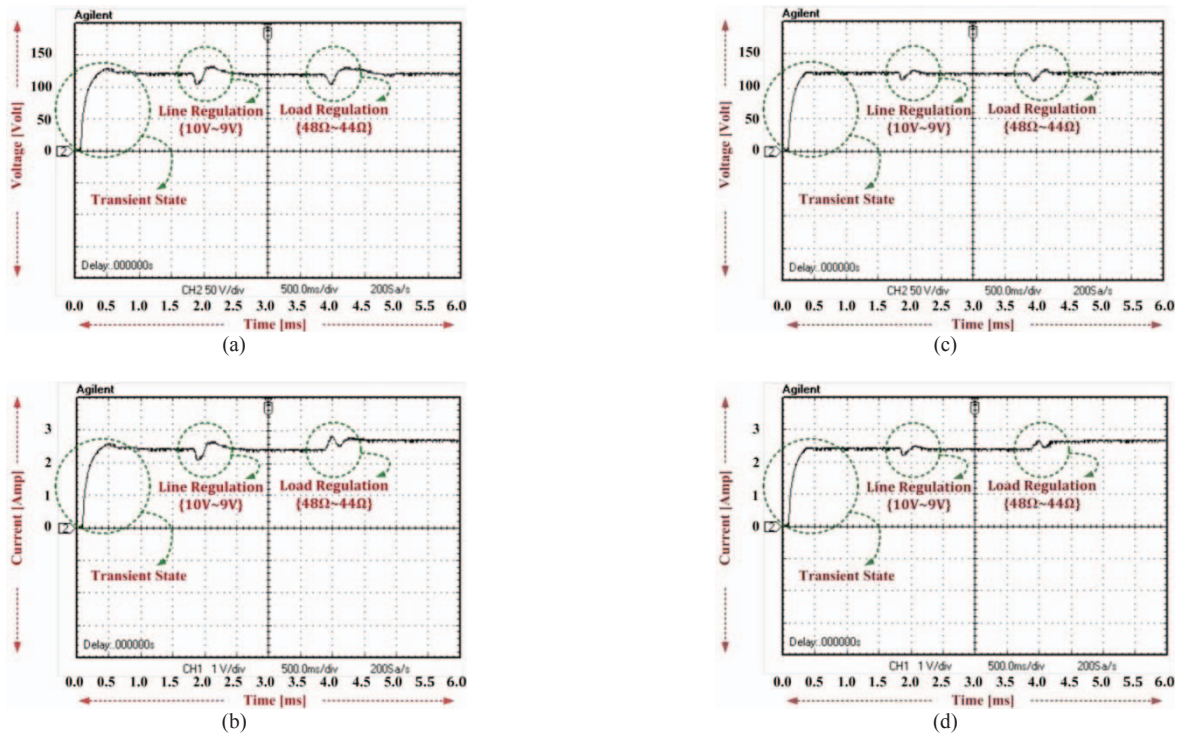 Agilent
Voltage [Volt]
150
100
50
0
2
Line Regulation
{10V~9V}
Load Regulation
{48Ω~44Ω}
Transient State
Delay:.000000s
CH2 50 V/div 500.0ms/div 200Sa/s
0.0 0.5 1.0 1.5 2.0 2.5 3.0 3.5 4.0 4.5 5.0 5.5 6.0
Time [ms]
(a)
Agilent
Voltage [Volt]
150
100
50
0
2
Line Regulation
{10V~9V}
Load Regulation
{48Ω~44Ω}
Transient State
Delay:.000000s
CH2 50 V/div 500.0ms/div 200Sa/s
0.0 0.5 1.0 1.5 2.0 2.5 3.0 3.5 4.0 4.5 5.0 5.5 6.0
Time [ms]
(c)
Agilent
Current [Amp]
3
2
1
0
2
Line Regulation
{10V~9V}
Load Regulation
{48Ω~44Ω}
Transient State
Delay:.000000s
CH1 1 V/div 500.0ms/div 200Sa/s
0.0 0.5 1.0 1.5 2.0 2.5 3.0 3.5 4.0 4.5 5.0 5.5 6.0
Time [ms]
(b)
Agilent
Current [Amp]
3
2
1
0
2
Line Regulation
{10V~9V}
Load Regulation
{48Ω~44Ω}
Transient State
Delay:.000000s
CH1 1 V/div 500.0ms/div 200Sa/s
0.0 0.5 1.0 1.5 2.0 2.5 3.0 3.5 4.0 4.5 5.0 5.5 6.0
Time [ms]
(d)